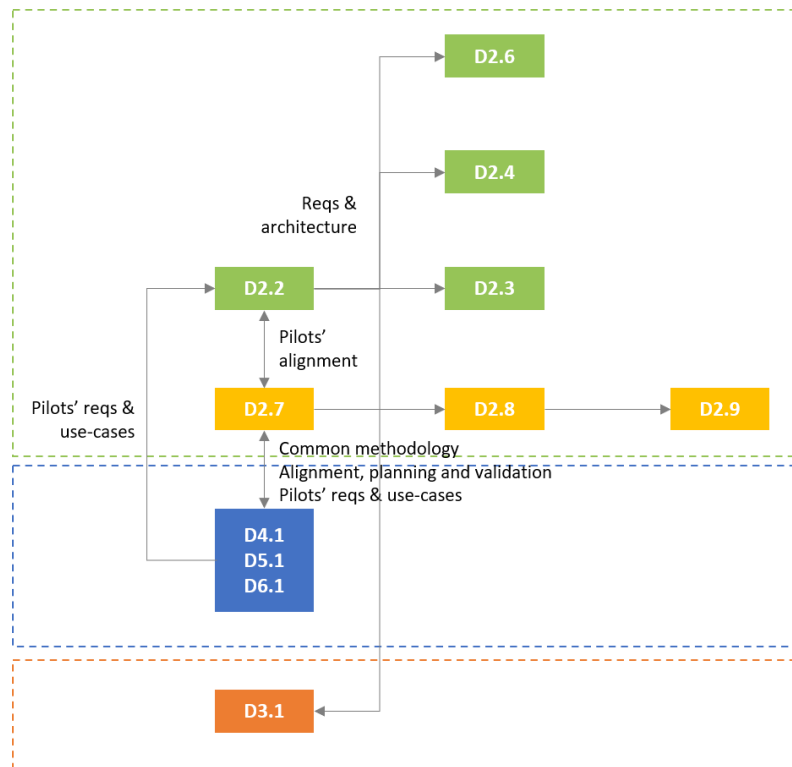 D2.6
D2.4
Reqs &
architecture
D2.2
D2.3
Pilots'
alignment
Pilots' reqs &
use-cases
D2.7
D2.8
D2.9
Common methodology
Alignment, planning and validation
Pilots' reqs & use-cases
D4.1
D5.1
D6.1
D3.1